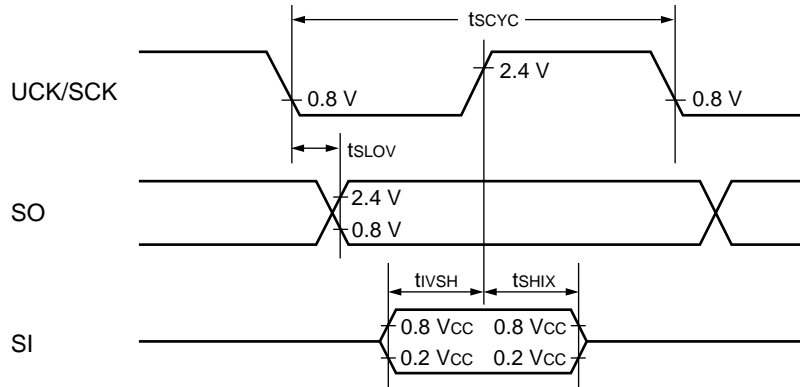 tSCYC
UCK/SCK
2.4 V
0.8 V
0.8 V
tSLOV
SO
2.4 V
0.8 V
tIVSH
tSHIX
SI
0.8 VCC
0.8 VCC
0.2 VCC
0.2 VCC